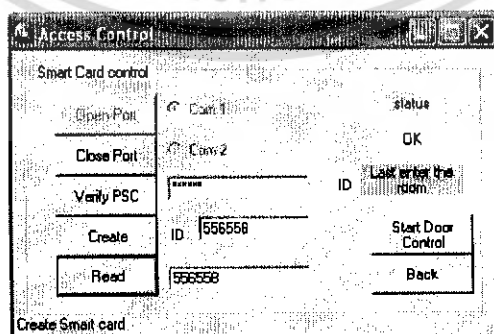 Access Control
Smart Card control
Open Port
Com 1
status
Close Port
Com 2
OK
Verify PSC
******
ID
Last enter the
room
Create
ID
556558
Start Door
Control
Read
556558
Back
Create Smart card